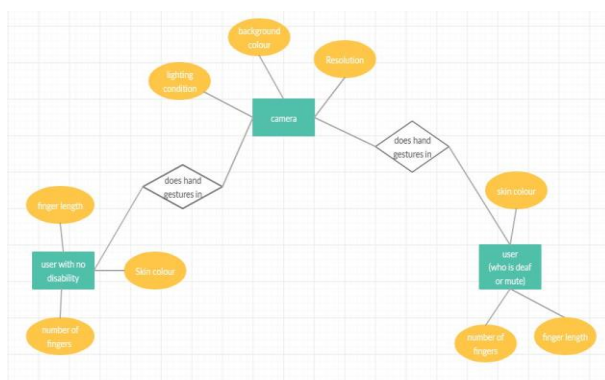 background
colour
Resolution
lighting
condition
camera
does hand
gestures in
does hand
gestures in
finger length
skin colour
user with no
disability
Skin colour
user
(who is deaf
or mute)
number of
fingers
number of
fingers
finger length